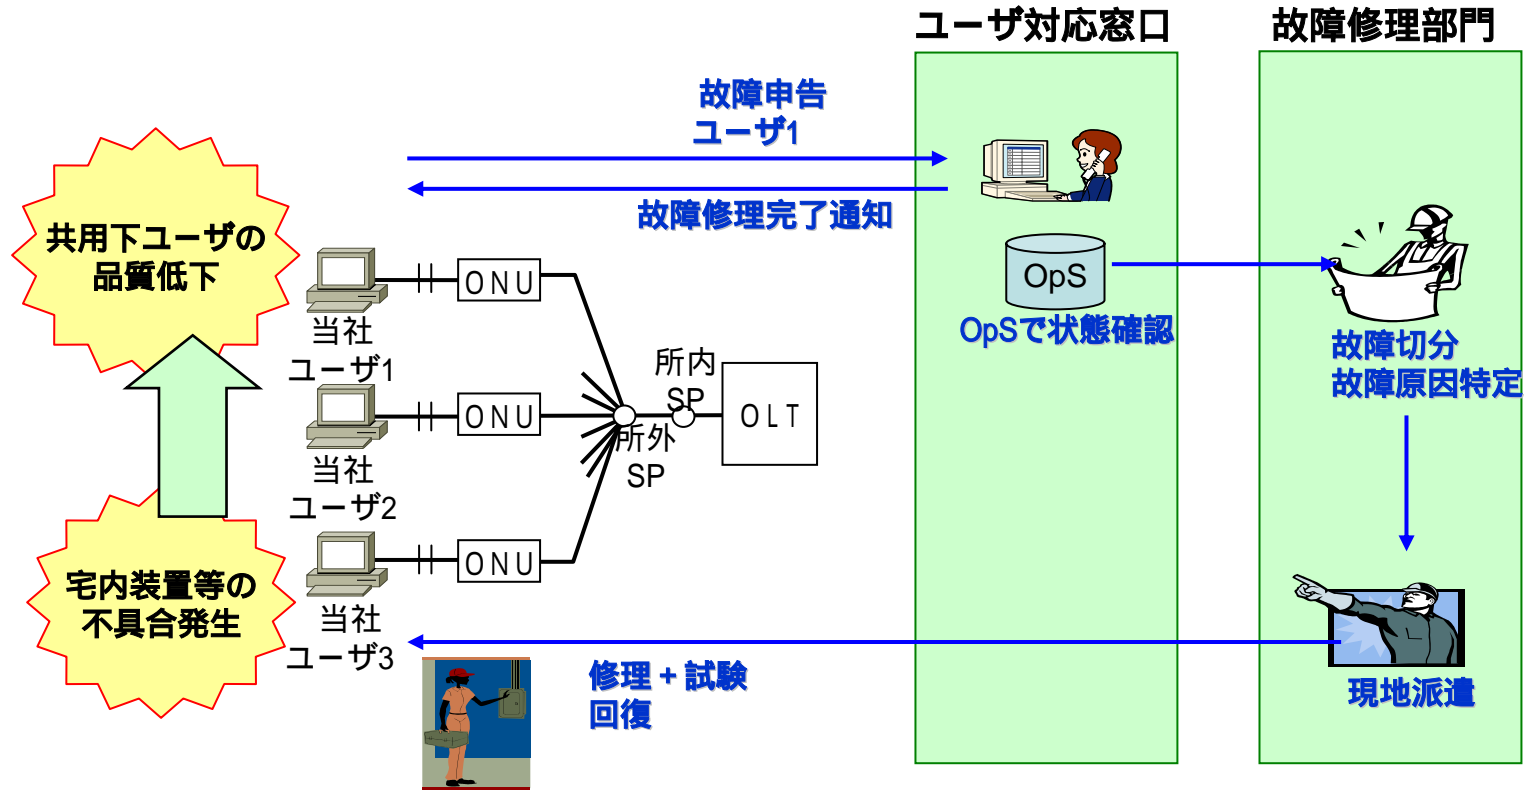 ユーザ対応窓口
故障修理部門
故障申告
ユーザ1
故障修理完了通知
共用下ユーザの
品質低下
ONU
当社
ユーザ1
OpS
OpSで状態確認
故障切分
故障原因特定
所内
SP
OLT
ONU
所外
SP
当社
ユーザ2
ONU
宅内装置等の
不具合発生
当社
ユーザ3
修理+試験
回復
現地派遣